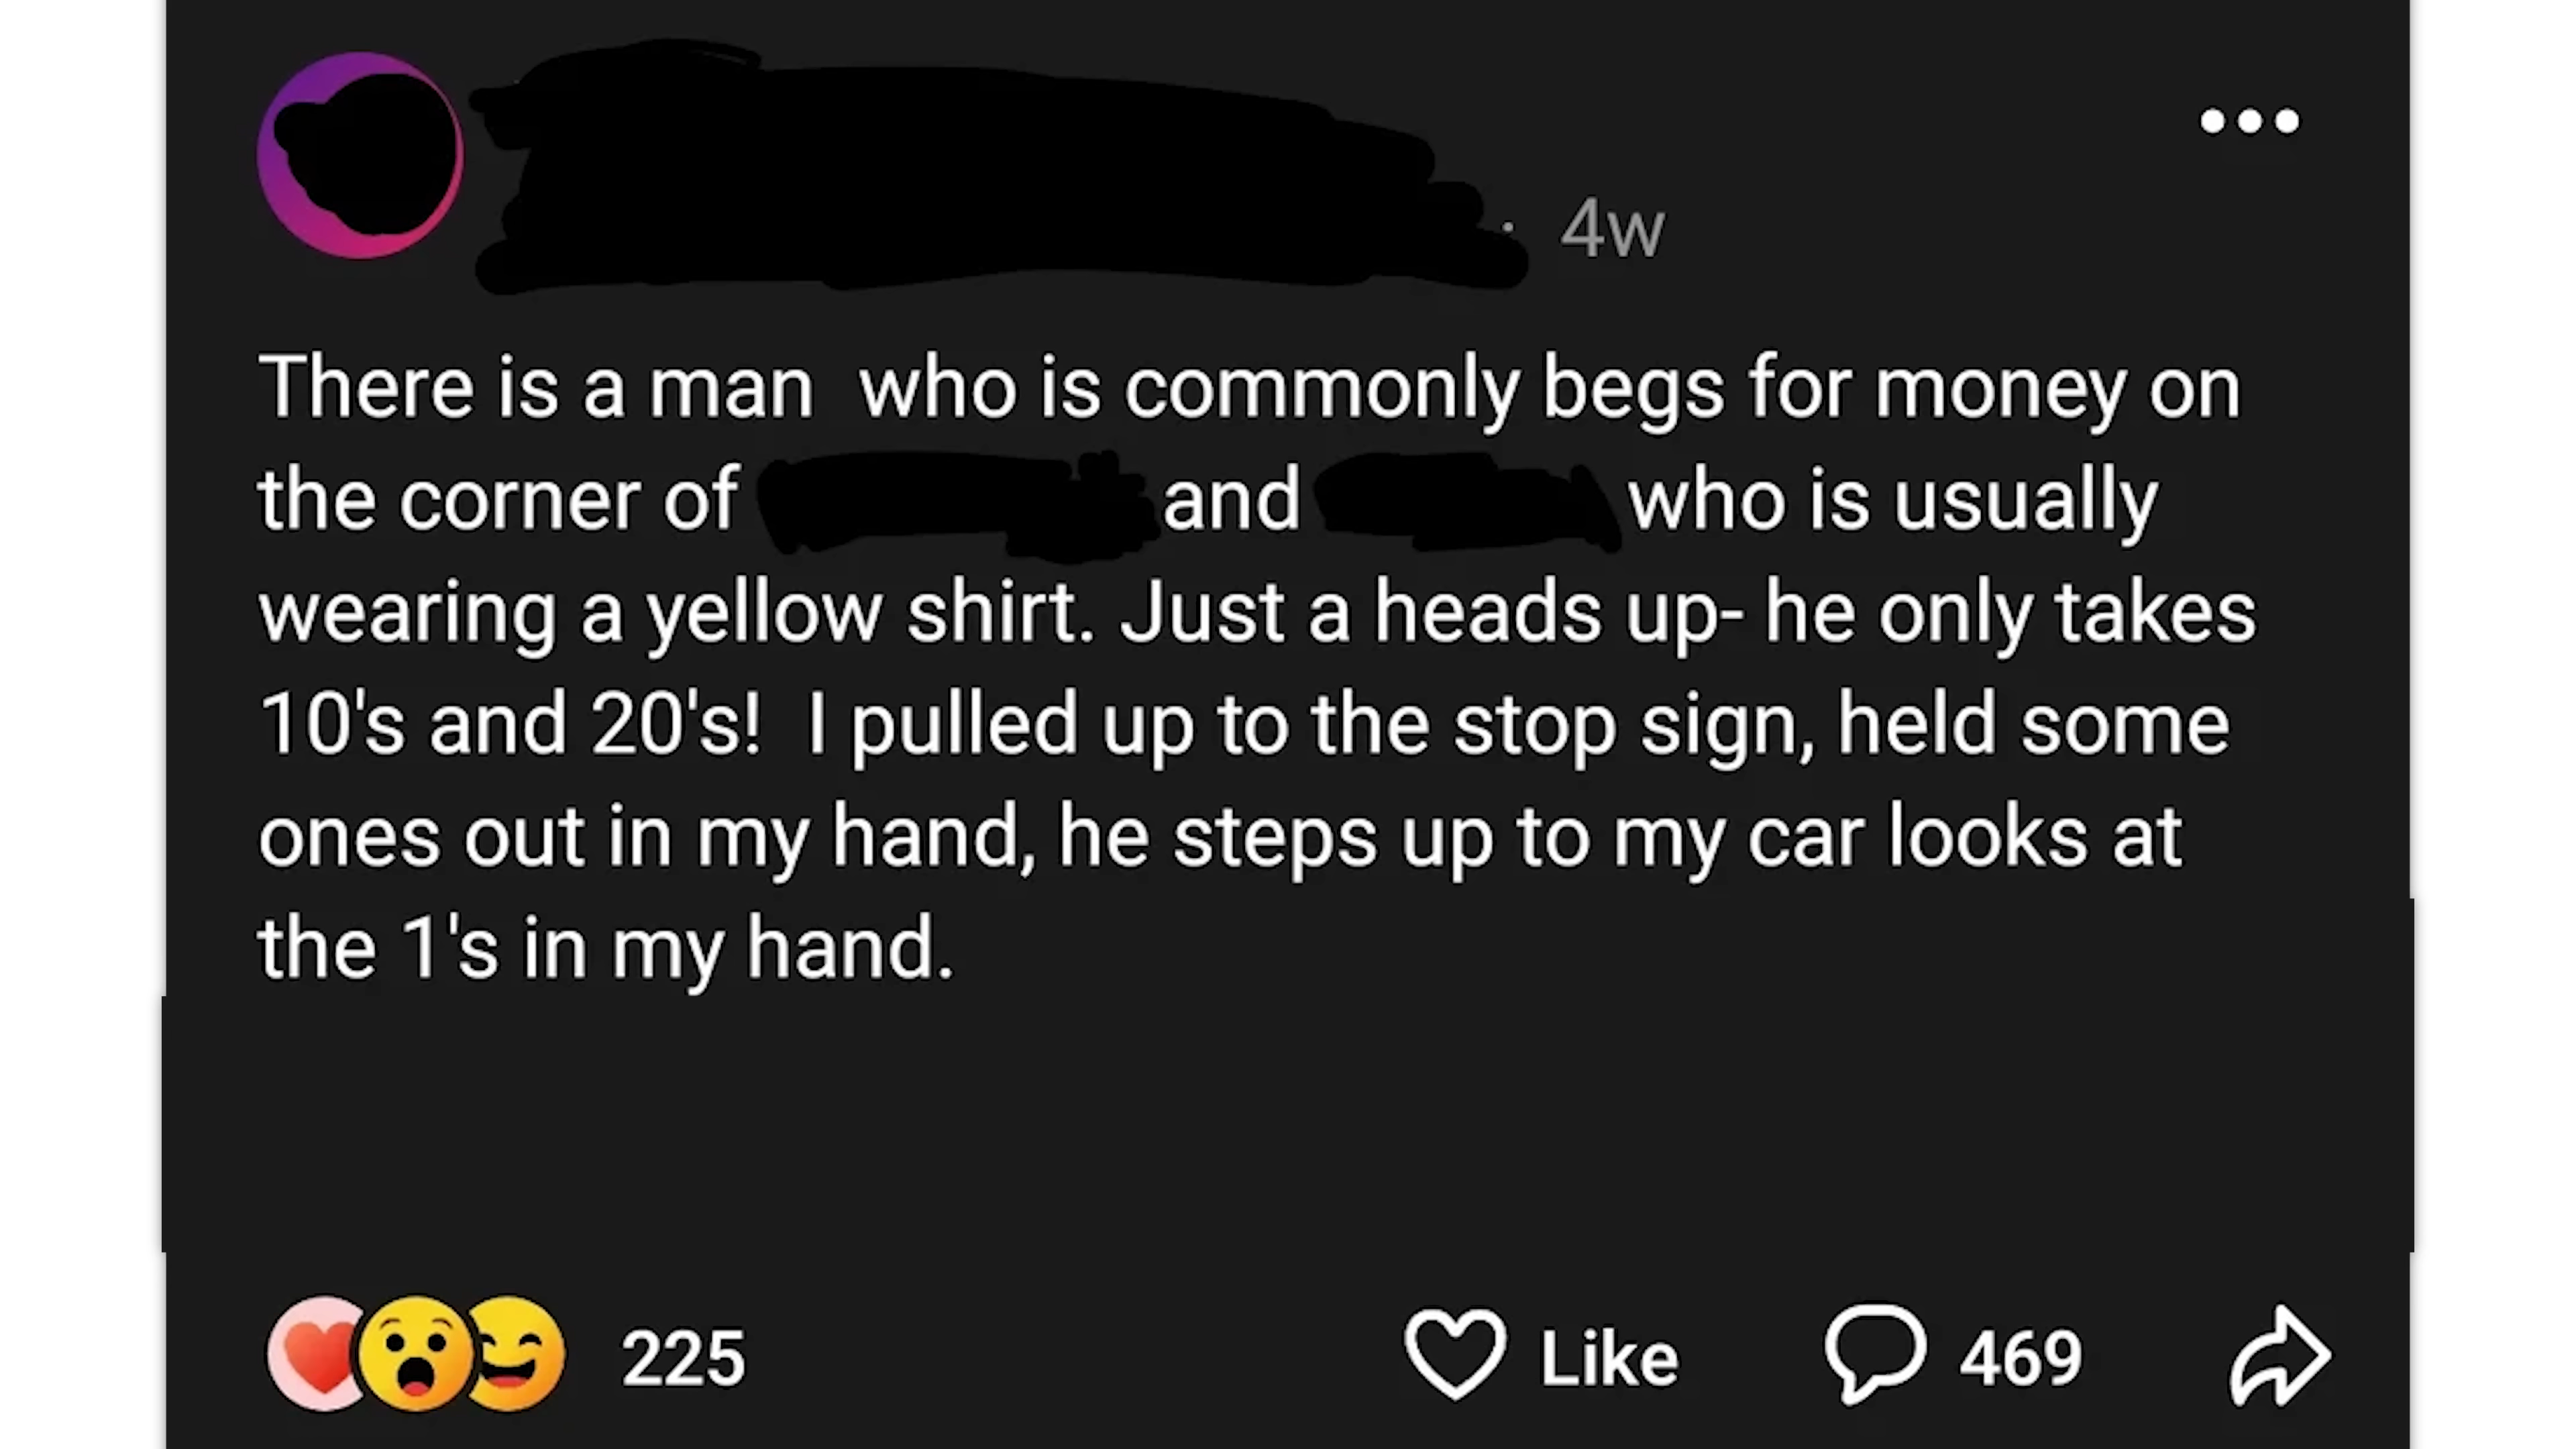 4w
There is a man  who is commonly begs for money on
the corner of and who is usually
wearing a yellow shirt. Just a heads up- he only takes
10's and 20's!  I pulled up to the stop sign, held some
ones out in my hand, he steps up to my car looks at
the 1's in my hand.
225 Like 469